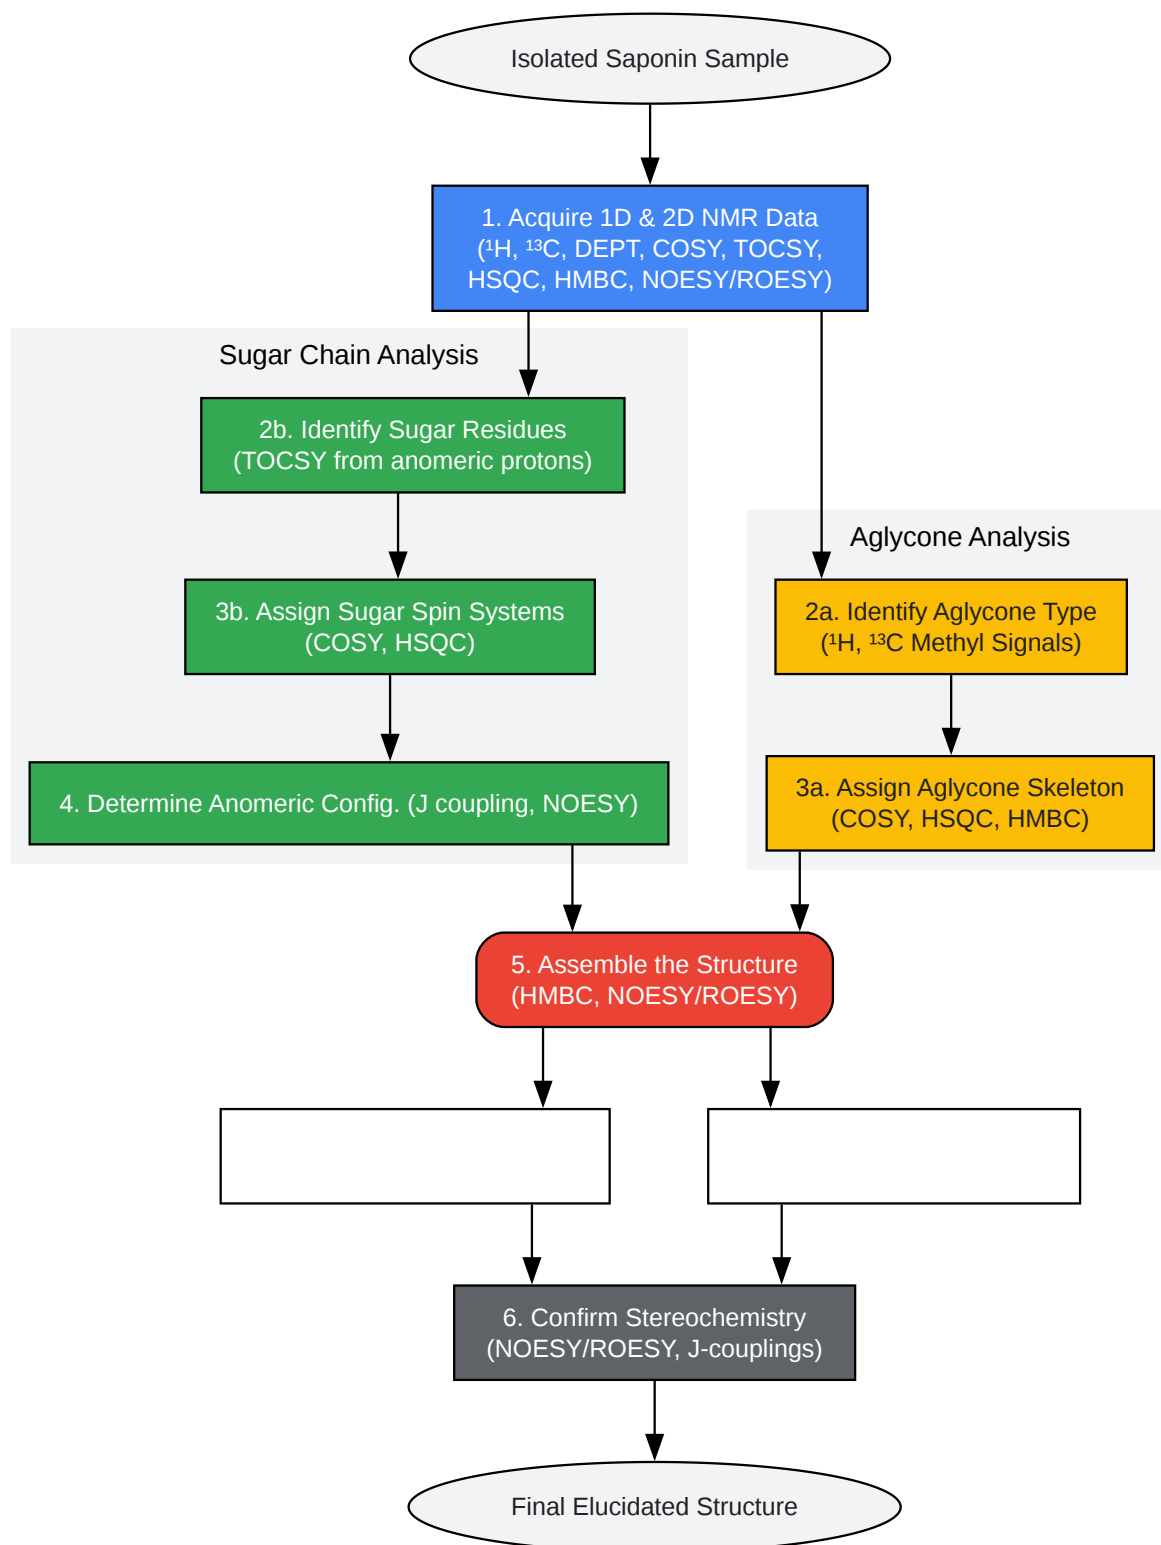 Isolated Saponin Sample
1. Acquire 1D & 2D NMR Data
(¹H, ¹³C, DEPT, COSY, TOCSY,
HSQC, HMBC, NOESY/ROESY)
Sugar Chain Analysis
2b. Identify Sugar Residues
(TOCSY from anomeric protons)
3b. Assign Sugar Spin Systems
(COSY, HSQC)
4. Determine Anomeric Config. (J coupling, NOESY)
Aglycone Analysis
2a. Identify Aglycone Type
(¹H, ¹³C Methyl Signals)
3a. Assign Aglycone Skeleton
(COSY, HSQC, HMBC)
5. Assemble the Structure
(HMBC, NOESY/ROESY)
6. Confirm Stereochemistry
(NOESY/ROESY, J-couplings)
Final Elucidated Structure